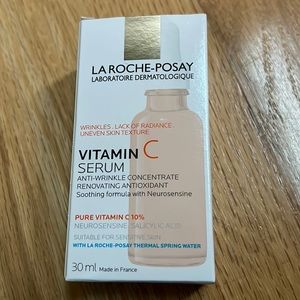 LA ROCHE-POSAY
LABORATOIRE DERMATOLOGIQUE
WRINKLES . LACK OF RADIANCE .
UNEVEN SKIN TEXTURE
VITAMIN C
SERUM
ANTI-WRINKLE CONCENTRATE
RENOVATING ANTIOXIDANT
Soothing formula with Neurosensine
PURE VITAMIN C 10%
NEUROSENSINE, SALICYLIC ACID
SUITABLE FOR SENSITIVE SKIN
WITH LA ROCHE-POSAY THERMAL SPRING WATER
30 ml Made in France